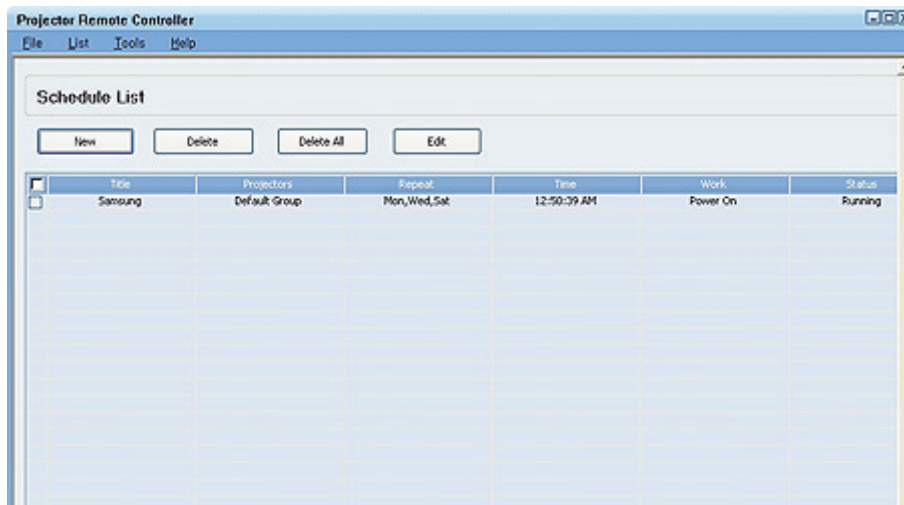 Projector Remote Controller
File List Tools Help
Schedule List
New Delete Delete All Edit
Title Projectors Repeat Time Work Status
Samsung Default Group Mon,Wed,Sat 12:50:39 AM Power On Running